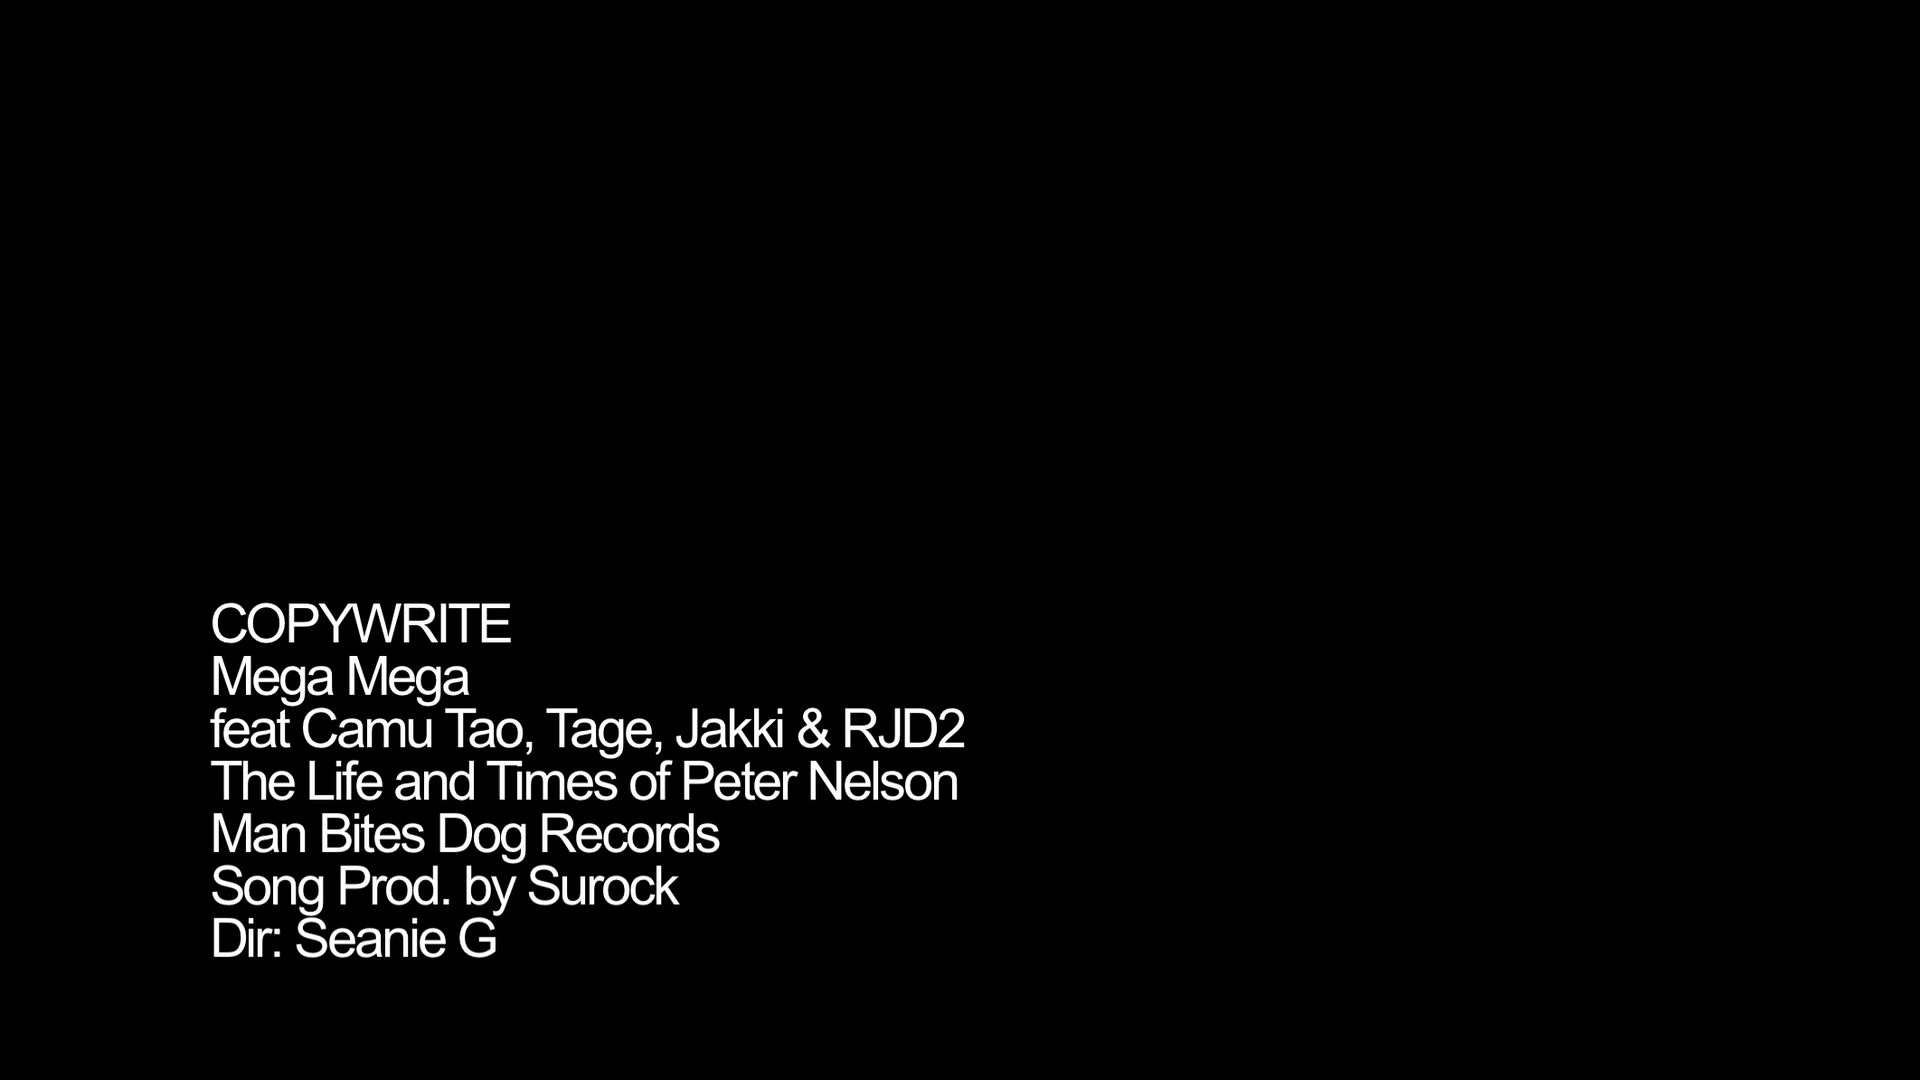 COPYWRITE
Mega Mega
feat Camu Tao, Tage, Jakki & RJD2
The Life and Times of Peter Nelson
Man Bites Dog Records
Song Prod. by Surock
Dir: Seanie G